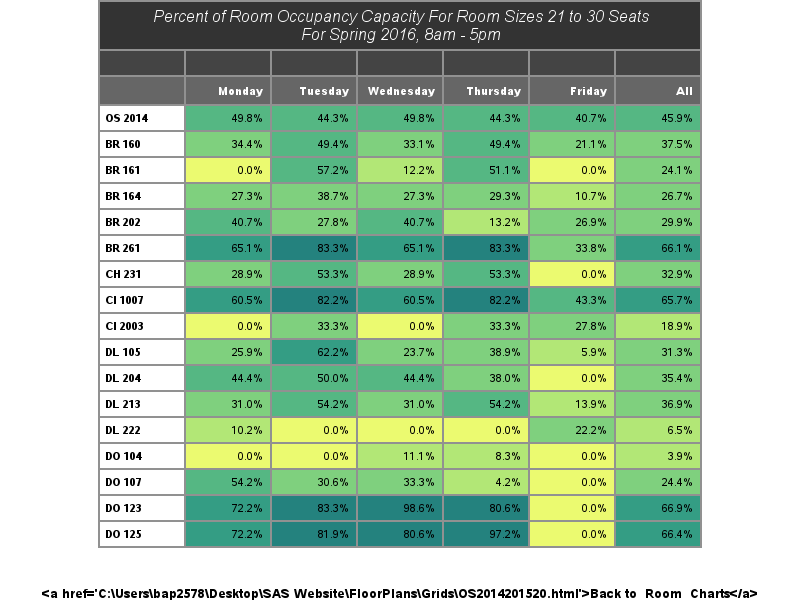 Percent of Room Occupancy Capacity For Room Sizes 21 to 30 Seats
For Spring 2016, 8am - 5pm
Monday Tuesday Wednesday Thursday Friday All
OS 2014 49.8% 44.3% 49.8% 44.3% 40.7% 45.9%
BR 160 34.4% 49.4% 33.1% 49.4% 21.1% 37.5%
BR 161 0.0% 57.2% 12.2% 51.1% 0.0% 24.1%
BR 164 27.3% 38.7% 27.3% 29.3% 10.7% 26.7%
BR 202 40.7% 27.8% 40.7% 13.2% 26.9% 29.9%
BR 261 65.1% 83.3% 65.1% 83.3% 33.8% 66.1%
CH 231 28.9% 53.3% 28.9% 53.3% 0.0% 32.9%
CI 1007 60.5% 82.2% 60.5% 82.2% 43.3% 65.7%
CI 2003 0.0% 33.3% 0.0% 33.3% 27.8% 18.9%
DL 105 25.9% 62.2% 23.7% 38.9% 5.9% 31.3%
DL 204 44.4% 50.0% 44.4% 38.0% 0.0% 35.4%
DL 213 31.0% 54.2% 31.0% 54.2% 13.9% 36.9%
DL 222 10.2% 0.0% 0.0% 0.0% 22.2% 6.5%
DO 104 0.0% 0.0% 11.1% 8.3% 0.0% 3.9%
DO 107 54.2% 30.6% 33.3% 4.2% 0.0% 24.4%
DO 123 72.2% 83.3% 98.6% 80.6% 0.0% 66.9%
DO 125 72.2% 81.9% 80.6% 97.2% 0.0% 66.4%
<a href='C:\Users\bap2578\Desktop\SAS Website\FloorPlans\Grids\OS2014201520.html'>Back to Room Charts</a>